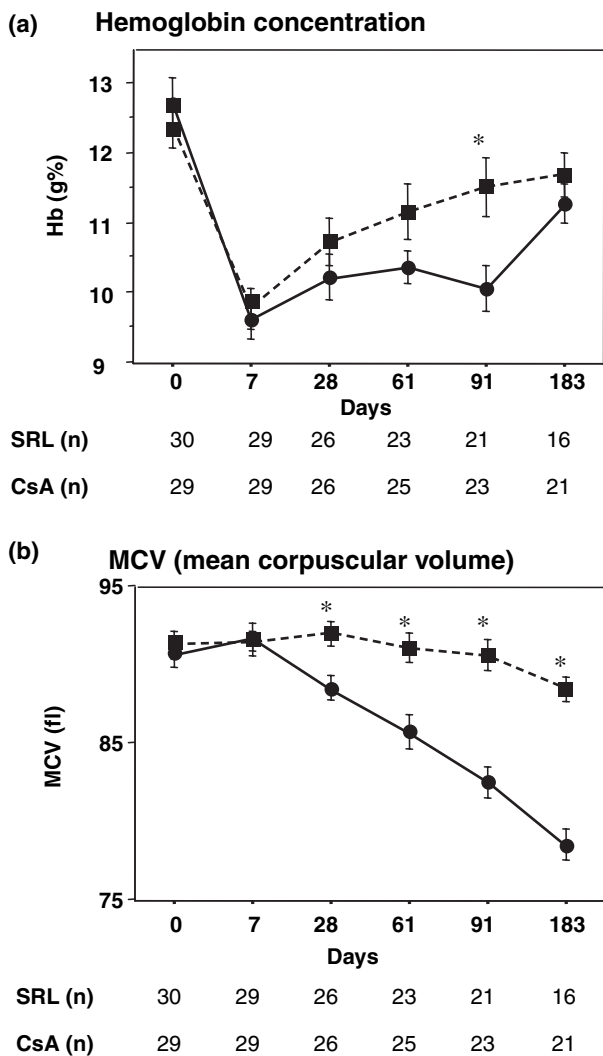 (a) Hemoglobin concentration
13
12
11
10
9
Hb (g%)
*
0 7 28 61 91 183
Days
SRL (n) 30 29 26 23 21 16
CsA (n) 29 29 26 25 23 21
(b) MCV (mean corpuscular volume)
95
85
75
MCV (fl)
* * * *
0 7 28 61 91 183
Days
SRL (n) 30 29 26 23 21 16
CsA (n) 29 29 26 25 23 21